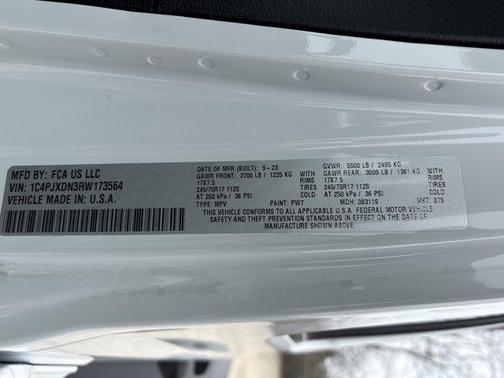 MFD BY: FCA US LLC
VIN: 1C4PJXDN3RW173564
VEHICLE MADE IN: U.S.A.
DATE OF MFR (BUILT): 9-23 GVWR: 5500 LB / 2495 KG
GAWR FRONT: 2700 LB / 1225 KG WITH GAWR REAR: 3000 LB / 1361 KG WITH
17X7.5 RIMS 17X7.5 RIMS
245/75R17 112S TIRES 245/75R17 112S TIRES
AT 250 kPa / 36 PSI COLD AT 250 kPa / 36 PSI COLD
TYPE: MPV PAINT: PW7 MDH: 083119 MKT: 875
THIS VEHICLE CONFORMS TO ALL APPLICABLE U.S.A. FEDERAL MOTOR VEHICLE
SAFETY AND THEFT PREVENTION STANDARDS IN EFFECT ON THE DATE OF
MANUFACTURE SHOWN ABOVE.